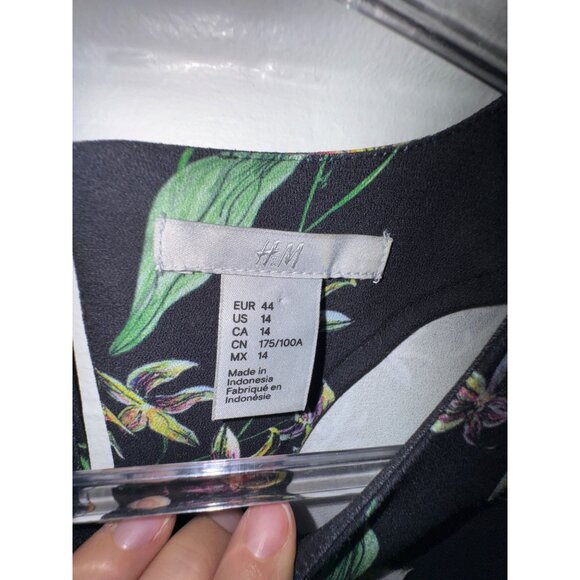 H&M
EUR 44
US 14
CA 14
CN 175/100A
MX 14
Made in
Indonesia
Fabriqué en
Indonésie